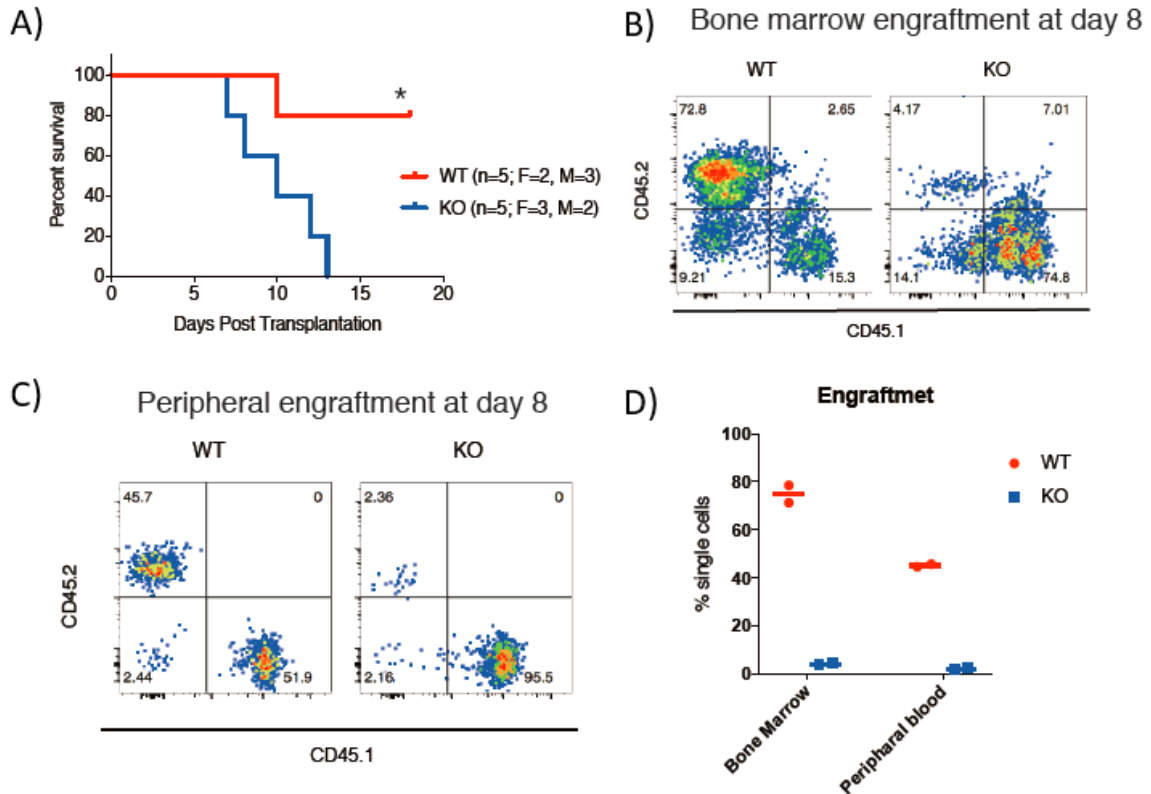 A)
Percent survival
100
80
60
40
20
0
0 5 10 15 20
Days Post Transplantation
*
WT (n=5; F=2, M=3)
KO (n=5; F=3, M=2)
B)
Bone marrow engraftment at day 8
WT KO
72.8 2.65
9.21 15.3
4.17 7.01
14.1 74.8
CD45.2
CD45.1
C)
Peripheral engraftment at day 8
WT KO
45.7 0
2.44 51.9
2.36 0
2.16 95.5
CD45.2
CD45.1
D)
Engraftmet
% single cells
100
80
60
40
20
0
Bone Marrow
Peripharal blood
WT
KO